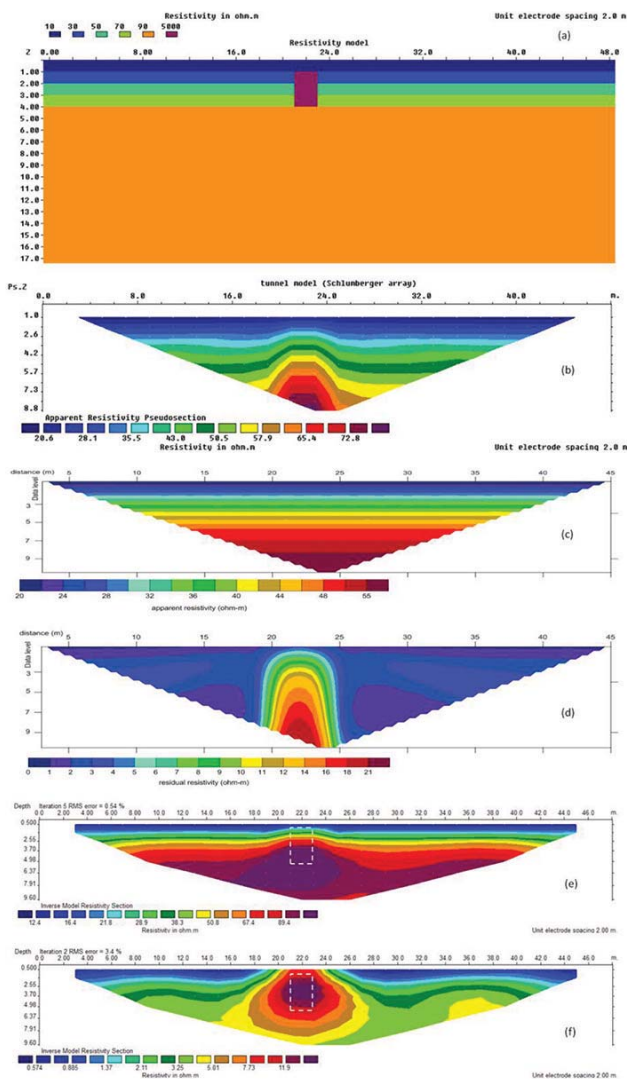 Resistivity in ohm.m Unit electrode spacing 2.0 m
10 30 50 70 90 5000 (a)
Z 0.00 8.00 16.0 24.0 32.0 40.0 48.0
Resistivity model
1.00
2.00
3.00
4.00
5.00
6.00
7.00
8.00
9.00
10.0
11.0
12.0
13.0
14.0
15.0
16.0
17.0
tunnel model (Schlumberger array)
Ps.Z 0.0 8.00 16.0 24.0 32.0 40.0 m.
1.0
2.6
4.2
5.7
7.3
8.8
(b)
Apparent Resistivity Pseudosection
20.6 28.1 35.5 43.0 50.5 57.9 65.4 72.8
Resistivity in ohm.m Unit electrode spacing 2.0 m
distance (m) 5 10 15 20 25 30 35 40 45
Data level
3
5
7
9
(c)
20 24 28 32 36 40 44 48 55
apparent resistivity (ohm-m)
distance (m) 5 10 15 20 25 30 35 40 45
Data level
3
5
7
9
(d)
0 1 2 3 4 5 6 7 8 9 10 11 12 14 16 18 21
residual resistivity (ohm-m)
Depth Iteration 5 RMS error = 0.54 %
0.0 2.0 4.0 6.0 8.0 10.0 12.0 14.0 16.0 18.0 20.0 22.0 24.0 26.0 28.0 30.0 32.0 34.0 36.0 38.0 40.0 42.0 44.0 46.0 m.
0.500
2.55
3.70
4.98
6.37
7.91
9.60
(e)
Inverse Model Resistivity Section
12.4 16.4 21.8 28.9 38.3 50.8 67.4 89.4
Resistivity in ohm.m Unit electrode spacing 2.00 m.
Depth Iteration 2 RMS error = 3.4 %
0.0 2.0 4.0 6.0 8.0 10.0 12.0 14.0 16.0 18.0 20.0 22.0 24.0 26.0 28.0 30.0 32.0 34.0 36.0 38.0 40.0 42.0 44.0 46.0 m.
0.500
2.55
3.70
4.98
6.37
7.91
9.60
(f)
Inverse Model Resistivity Section
0.574 0.885 1.37 2.11 3.25 5.01 7.73 11.9
Resistivity in ohm.m Unit electrode spacing 2.00 m.